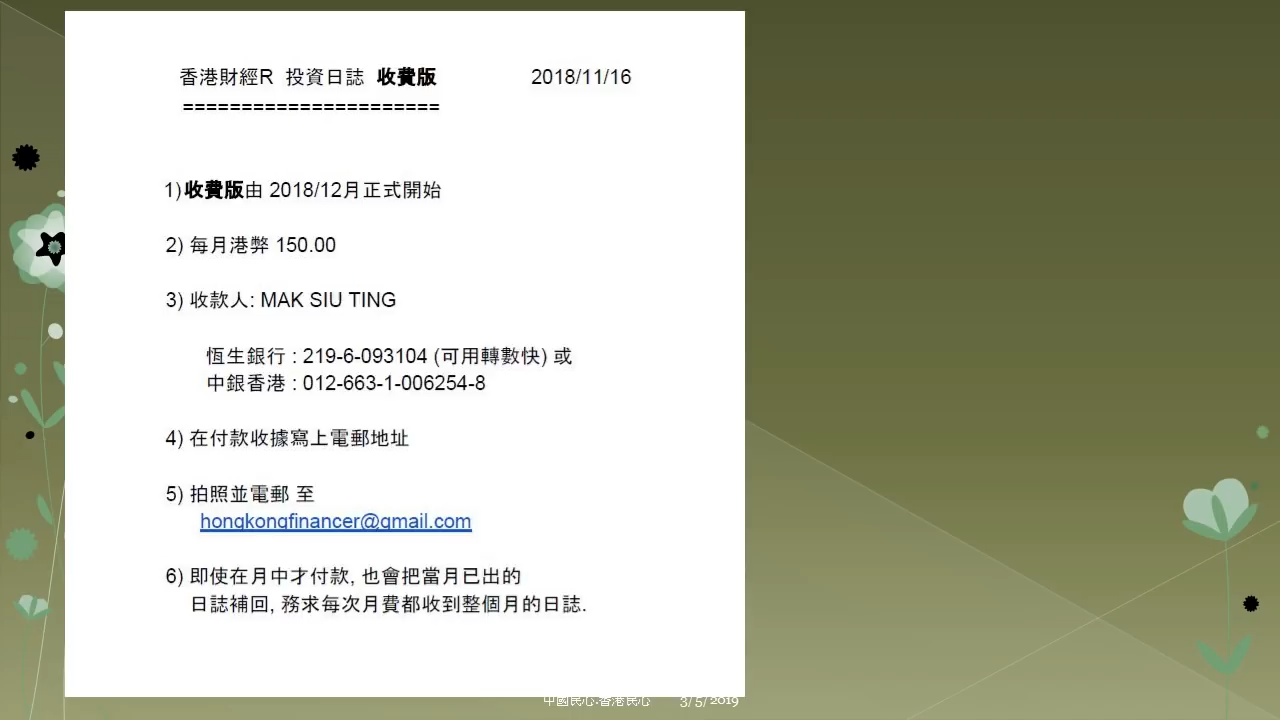 香港財經R 投資日誌 收費版 2018/11/16
======================
1)收費版由 2018/12月正式開始
2) 每月港弊 150.00
3) 收款人: MAK SIU TING
恆生銀行 : 219-6-093104 (可用轉數快) 或
中銀香港 : 012-663-1-006254-8
4) 在付款收據寫上電郵地址
5) 拍照並電郵 至
hongkongfinancer@gmail.com
6) 即使在月中才付款, 也會把當月已出的
日誌補回, 務求每次月費都收到整個月的日誌.
中國民心.香港民心 3/5/2019